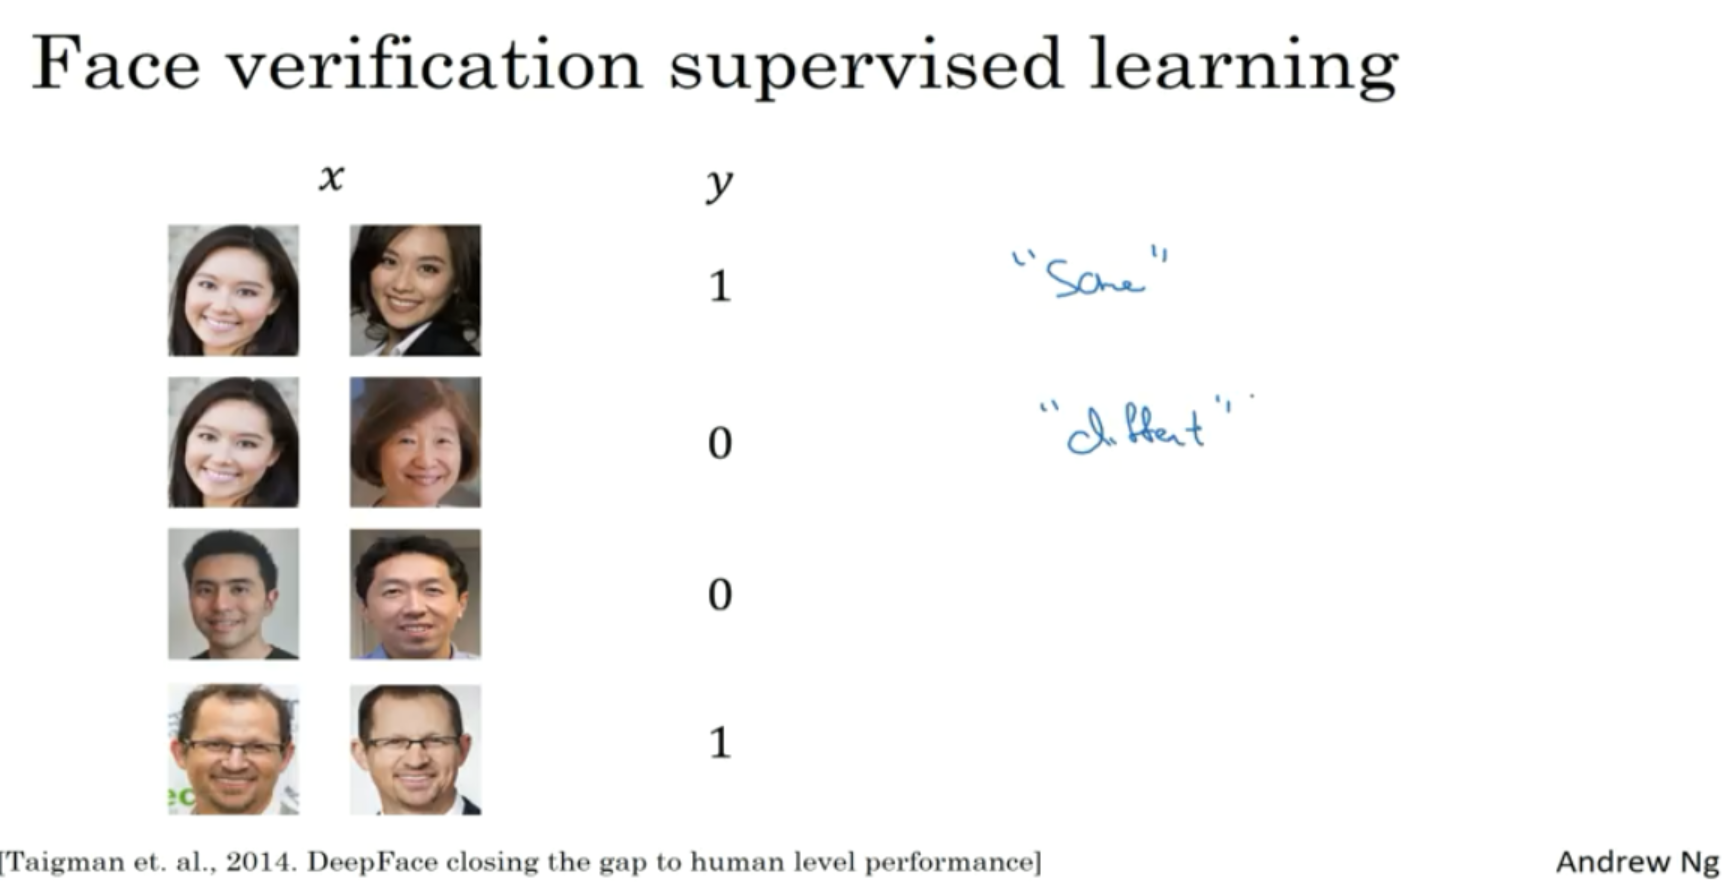 Face verification supervised learning
x y
1 "Same"
0 "different"
0
ec
1
[Taigman et. al., 2014. DeepFace closing the gap to human level performance]
Andrew Ng